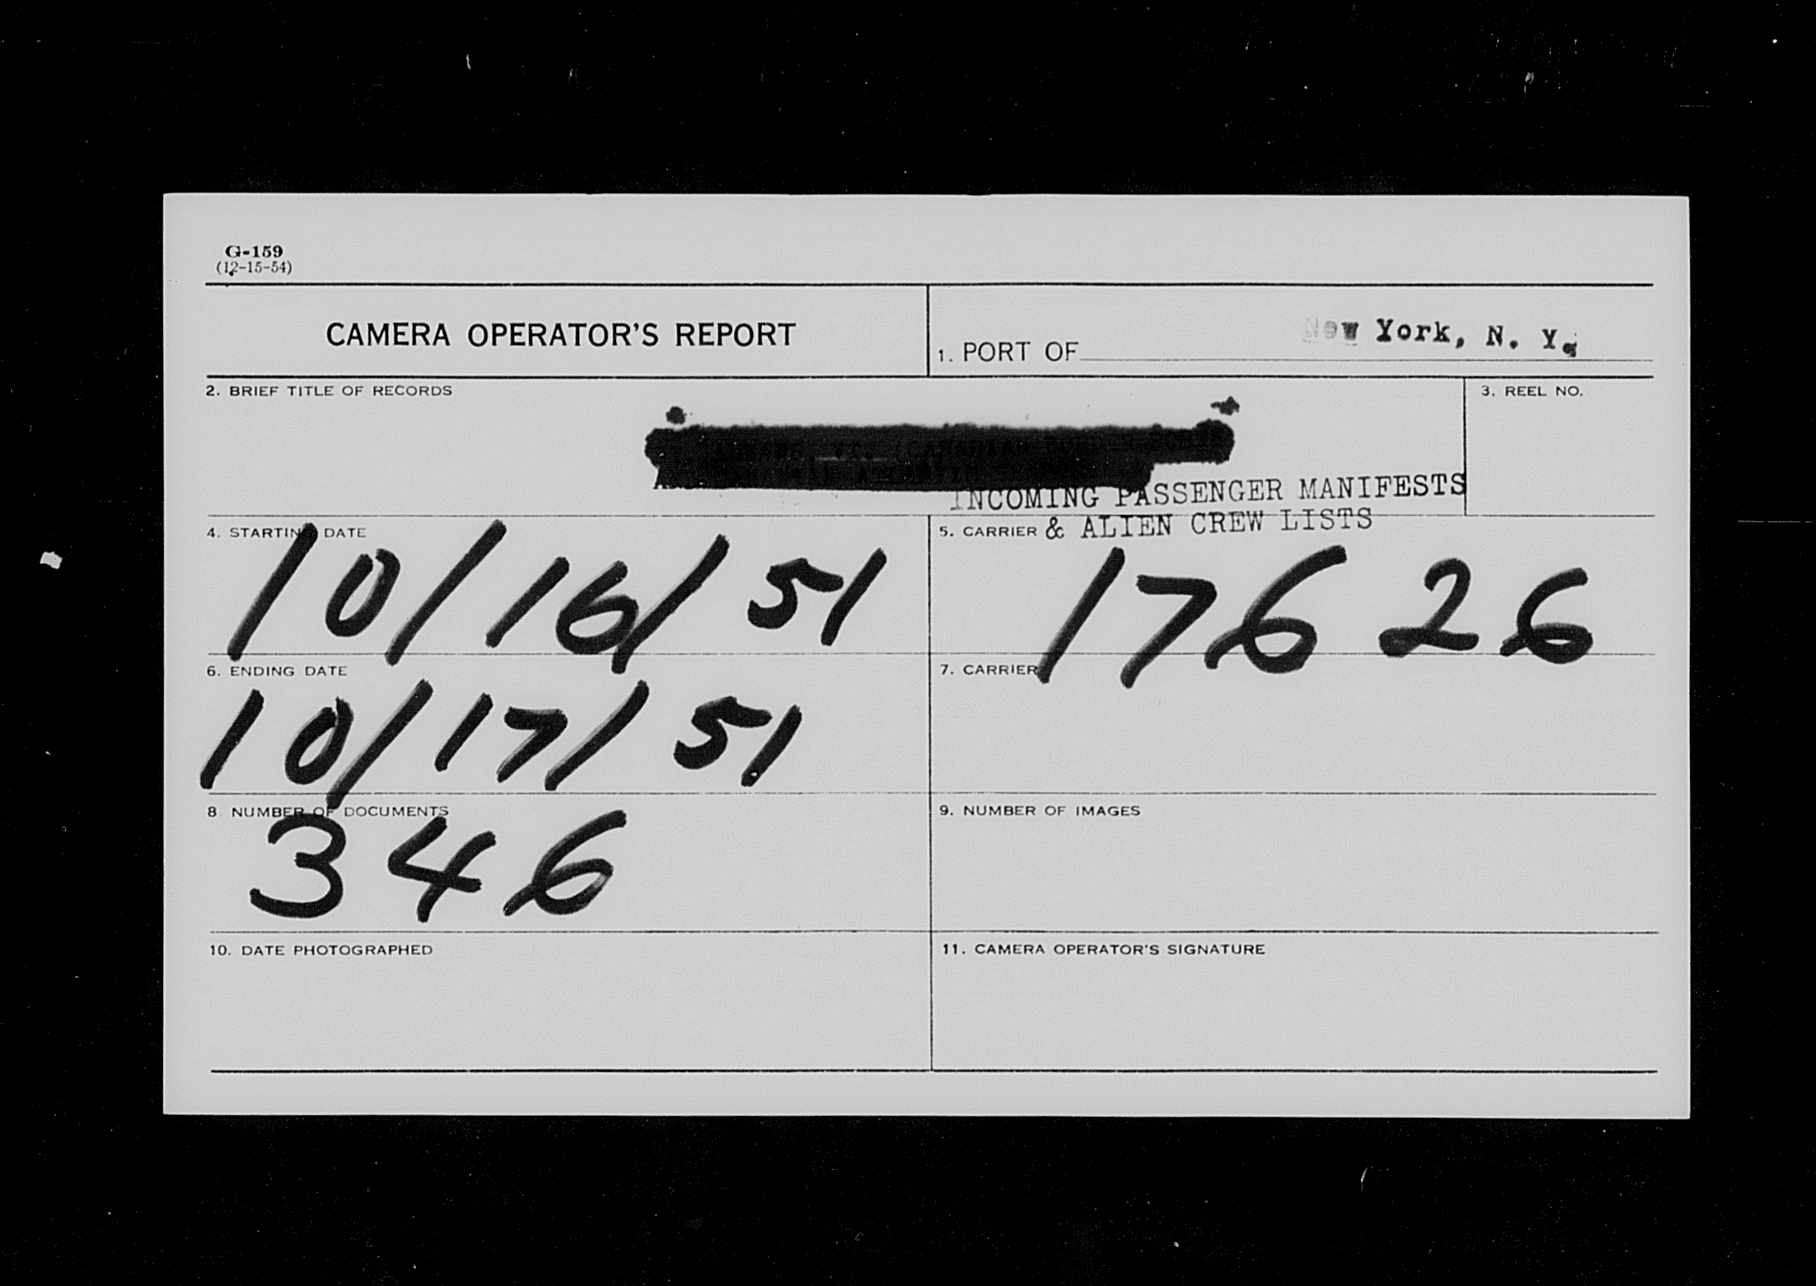 G-159
(12-15-54)
CAMERA OPERATOR'S REPORT
1. PORT OF New York, N. Y.
2. BRIEF TITLE OF RECORDS
3. REEL NO.
INCOMING PASSENGER MANIFESTS
& ALIEN CREW LISTS
4. STARTING DATE
10/16/51
5. CARRIER
17626
6. ENDING DATE
10/17/51
7. CARRIER
8 NUMBER OF DOCUMENTS
346
9. NUMBER OF IMAGES
10. DATE PHOTOGRAPHED
11. CAMERA OPERATOR'S SIGNATURE